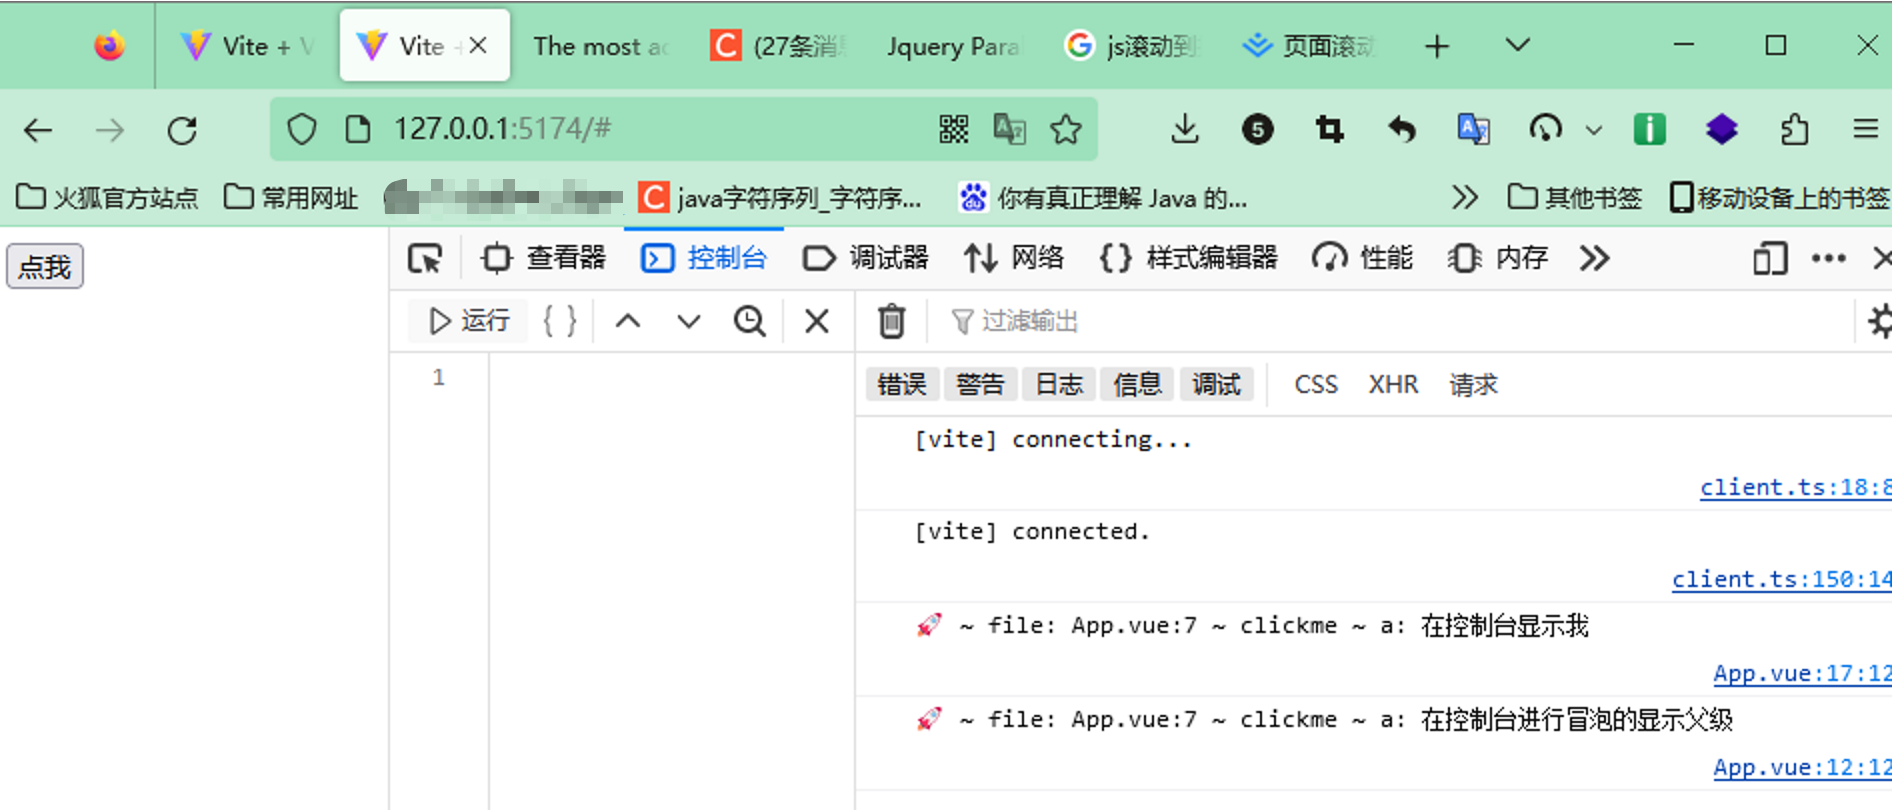 Vite + V
Vite +
The most ac
(27条消息
Jquery Paral
js滚动到
页面滚动
127.0.0.1:5174/#
火狐官方站点
常用网址
java字符序列_字符序...
你有真正理解 Java 的...
其他书签
移动设备上的书签
点我
查看器
控制台
调试器
网络
样式编辑器
性能
内存
运行
{ }
过滤输出
1
错误 警告 日志 信息 调试 CSS XHR 请求
[vite] connecting...
client.ts:18:8
[vite] connected.
client.ts:150:14
🚀 ~ file: App.vue:7 ~ clickme ~ a: 在控制台显示我
App.vue:17:12
🚀 ~ file: App.vue:7 ~ clickme ~ a: 在控制台进行冒泡的显示父级
App.vue:12:12